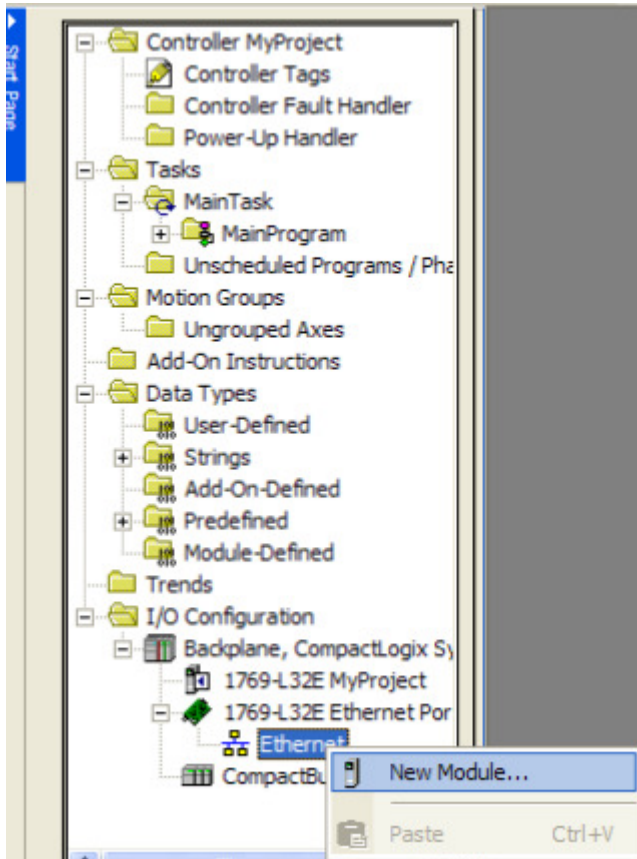 Start Page
Controller MyProject
Controller Tags
Controller Fault Handler
Power-Up Handler
Tasks
MainTask
MainProgram
Unscheduled Programs / Pha
Motion Groups
Ungrouped Axes
Add-On Instructions
Data Types
User-Defined
Strings
Add-On-Defined
Predefined
Module-Defined
Trends
I/O Configuration
Backplane, CompactLogix Sy
1769-L32E MyProject
1769-L32E Ethernet Por
Ethernet
CompactBu
New Module...
Paste Ctrl+V